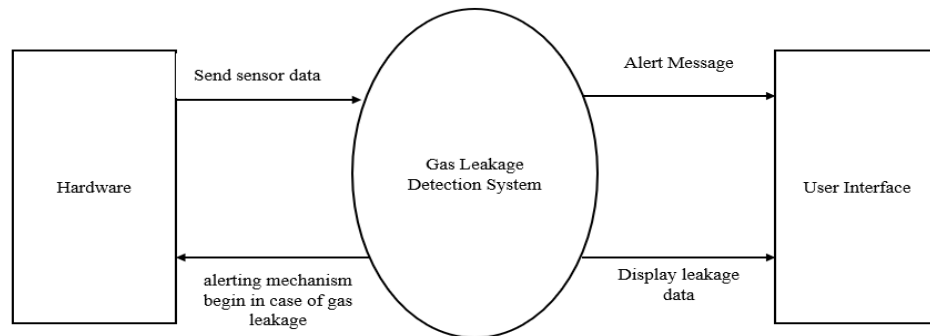 Send sensor data
Alert Message
Hardware
Gas Leakage
Detection System
User Interface
alerting mechanism
begin in case of gas
leakage
Display leakage
data